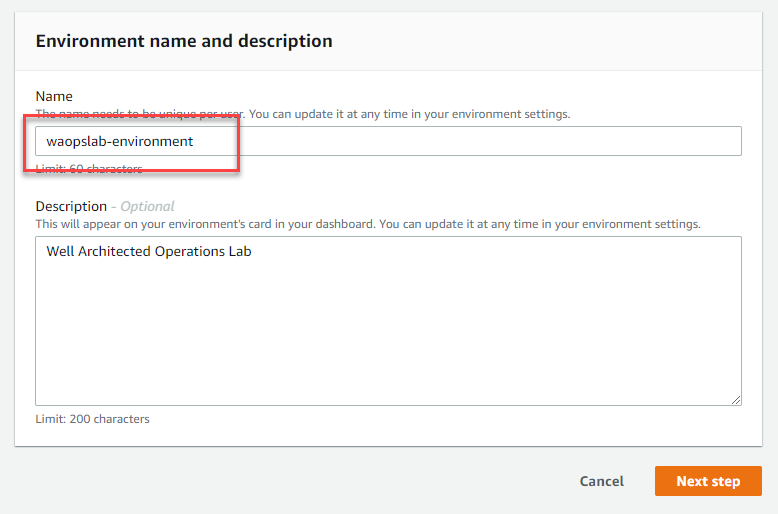 Environment name and description
Name
The name needs to be unique per user. You can update it at any time in your environment settings.
waopslab-environment
Limit: 60 characters
Description - Optional
This will appear on your environment's card in your dashboard. You can update it at any time in your environment settings.
Well Architected Operations Lab
Limit: 200 characters
Cancel
Next step